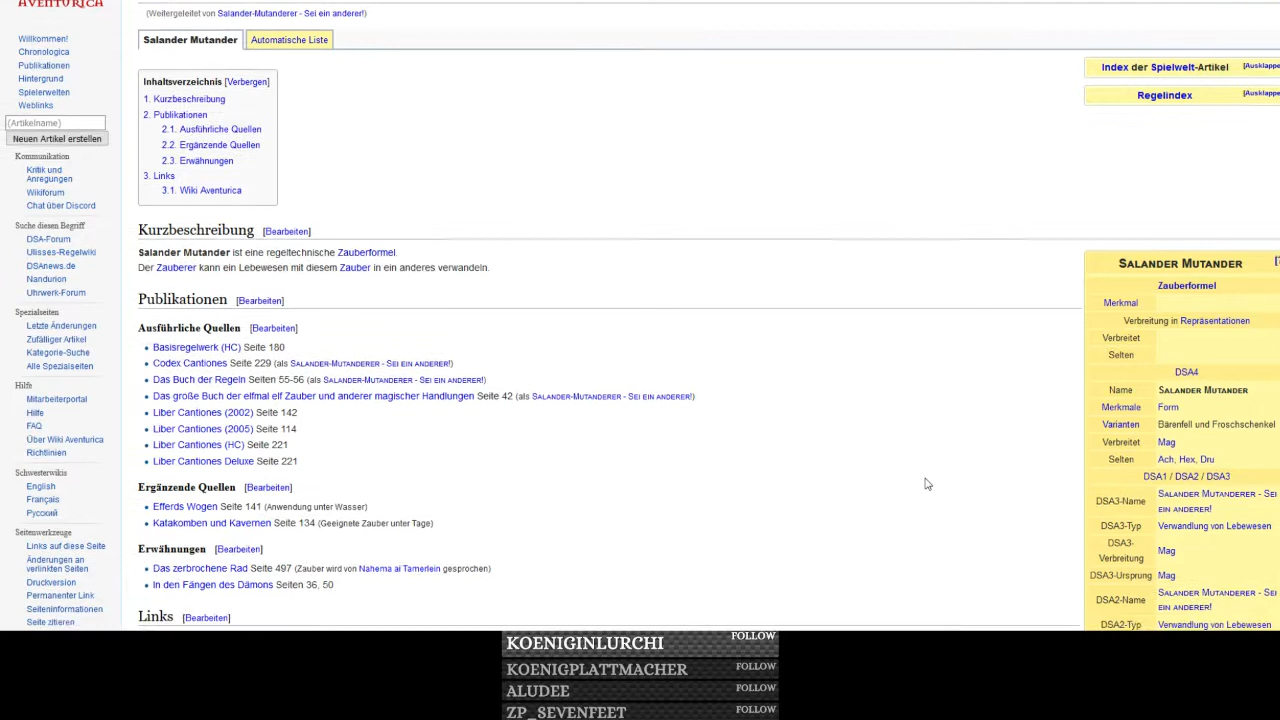 AVENTURICA
(Weitergeleitet von Salander-Mutanderer - Sei ein anderer!)
Salander Mutander
Automatische Liste
Willkommen!
Chronologica
Publikationen
Hintergrund
Spielerwelten
Weblinks
(Artikelname)
Neuen Artikel erstellen
Kommunikation
Kritik und
Anregungen
Wikiforum
Chat über Discord
Suche diesen Begriff
DSA-Forum
Ulisses-Regelwiki
DSAnews.de
Nandurion
Uhrwerk-Forum
Spezialseiten
Letzte Änderungen
Zufälliger Artikel
Kategorie-Suche
Alle Spezialseiten
Hilfe
Mitarbeiterportal
Hilfe
FAQ
Über Wiki Aventurica
Richtlinien
Schwesterwikis
English
Français
Русский
Seitenwerkzeuge
Links auf diese Seite
Änderungen an
verlinkten Seiten
Druckversion
Permanenter Link
Seiteninformationen
Seite zitieren
Inhaltsverzeichnis [Verbergen]
1. Kurzbeschreibung
2. Publikationen
2.1. Ausführliche Quellen
2.2. Ergänzende Quellen
2.3. Erwähnungen
3. Links
3.1. Wiki Aventurica
Kurzbeschreibung [Bearbeiten]
Salander Mutander ist eine regeltechnische Zauberformel.
Der Zauberer kann ein Lebewesen mit diesem Zauber in ein anderes verwandeln.
Publikationen [Bearbeiten]
Ausführliche Quellen [Bearbeiten]
Basisregelwerk (HC) Seite 180
Codex Cantiones Seite 229 (als SALANDER-MUTANDERER - SEI EIN ANDERER!)
Das Buch der Regeln Seiten 55-56 (als SALANDER-MUTANDERER - SEI EIN ANDERER!)
Das große Buch der elfmal elf Zauber und anderer magischer Handlungen Seite 42 (als SALANDER-MUTANDERER - SEI EIN ANDERER!)
Liber Cantiones (2002) Seite 142
Liber Cantiones (2005) Seite 114
Liber Cantiones (HC) Seite 221
Liber Cantiones Deluxe Seite 221
Ergänzende Quellen [Bearbeiten]
Efferds Wogen Seite 141 (Anwendung unter Wasser)
Katakomben und Kavernen Seite 134 (Geeignete Zauber unter Tage)
Erwähnungen [Bearbeiten]
Das zerbrochene Rad Seite 497 (Zauber wird von Nahema ai Tamerlein gesprochen)
In den Fängen des Dämons Seiten 36, 50
Links [Bearbeiten]
Index der Spielwelt-Artikel [Ausklappe
Regelindex [Ausklappe
SALANDER MUTANDER
Zauberformel
Merkmal
Verbreitung in Repräsentationen
Verbreitet
Selten
DSA4
Name SALANDER MUTANDER
Merkmale Form
Varianten Bärenfell und Froschschenkel
Verbreitet Mag
Selten Ach, Hex, Dru
DSA1 / DSA2 / DSA3
DSA3-Name SALANDER MUTANDERER - SEI
EIN ANDERER!
DSA3-Typ Verwandlung von Lebewesen
DSA3-
Verbreitung Mag
DSA3-Ursprung Mag
DSA2-Name SALANDER MUTANDERER - SEI
EIN ANDERER!
DSA2-Typ Verwandlung von Lebewesen
KOENIGINLURCHI FOLLOW
KOENIGPLATTMACHER FOLLOW
ALUDEE FOLLOW
ZP_SEVENFEET FOLLOW